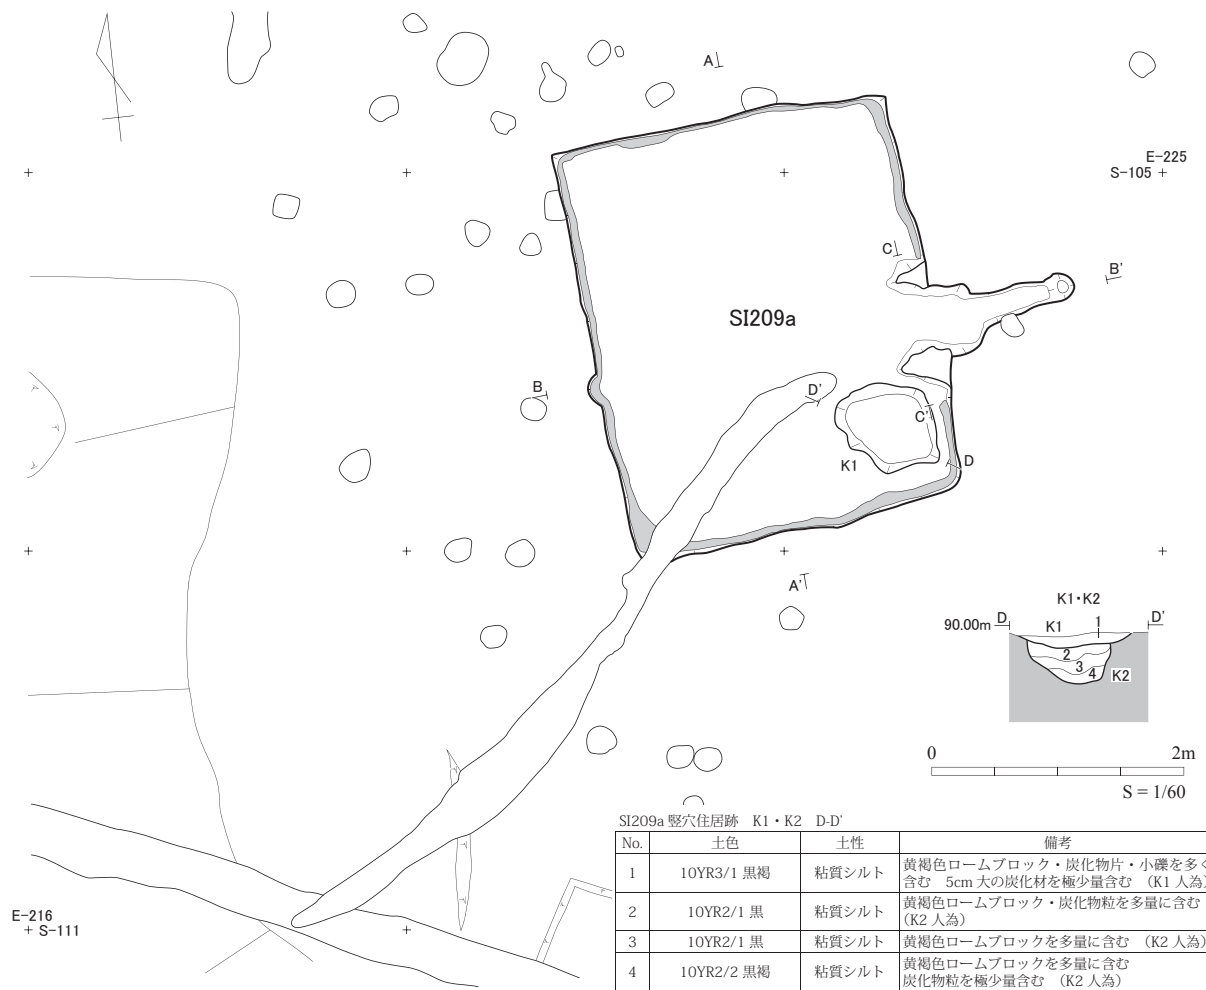 A
E-225
S-105
C
B'
SI209a
B
D'
C'
K1
D
A'
K1・K2
90.00m
D
K1
1
D'
2
3
4
K2
0
2m
S = 1/60
E-216
S-111
SI209a 竪穴住居跡 K1・K2 D-D'
No. 土色 土性 備考
1 10YR3/1 黒褐 粘質シルト 黄褐色ロームブロック・炭化物片・小礫を多く
含む 5cm 大の炭化材を極少量含む (K1 人為)
2 10YR2/1 黒 粘質シルト 黄褐色ロームブロック・炭化物粒を多量に含む
(K2 人為)
3 10YR2/1 黒 粘質シルト 黄褐色ロームブロックを多量に含む (K2 人為)
4 10YR2/2 黒褐 粘質シルト 黄褐色ロームブロックを多量に含む
炭化物粒を極少量含む (K2 人為)